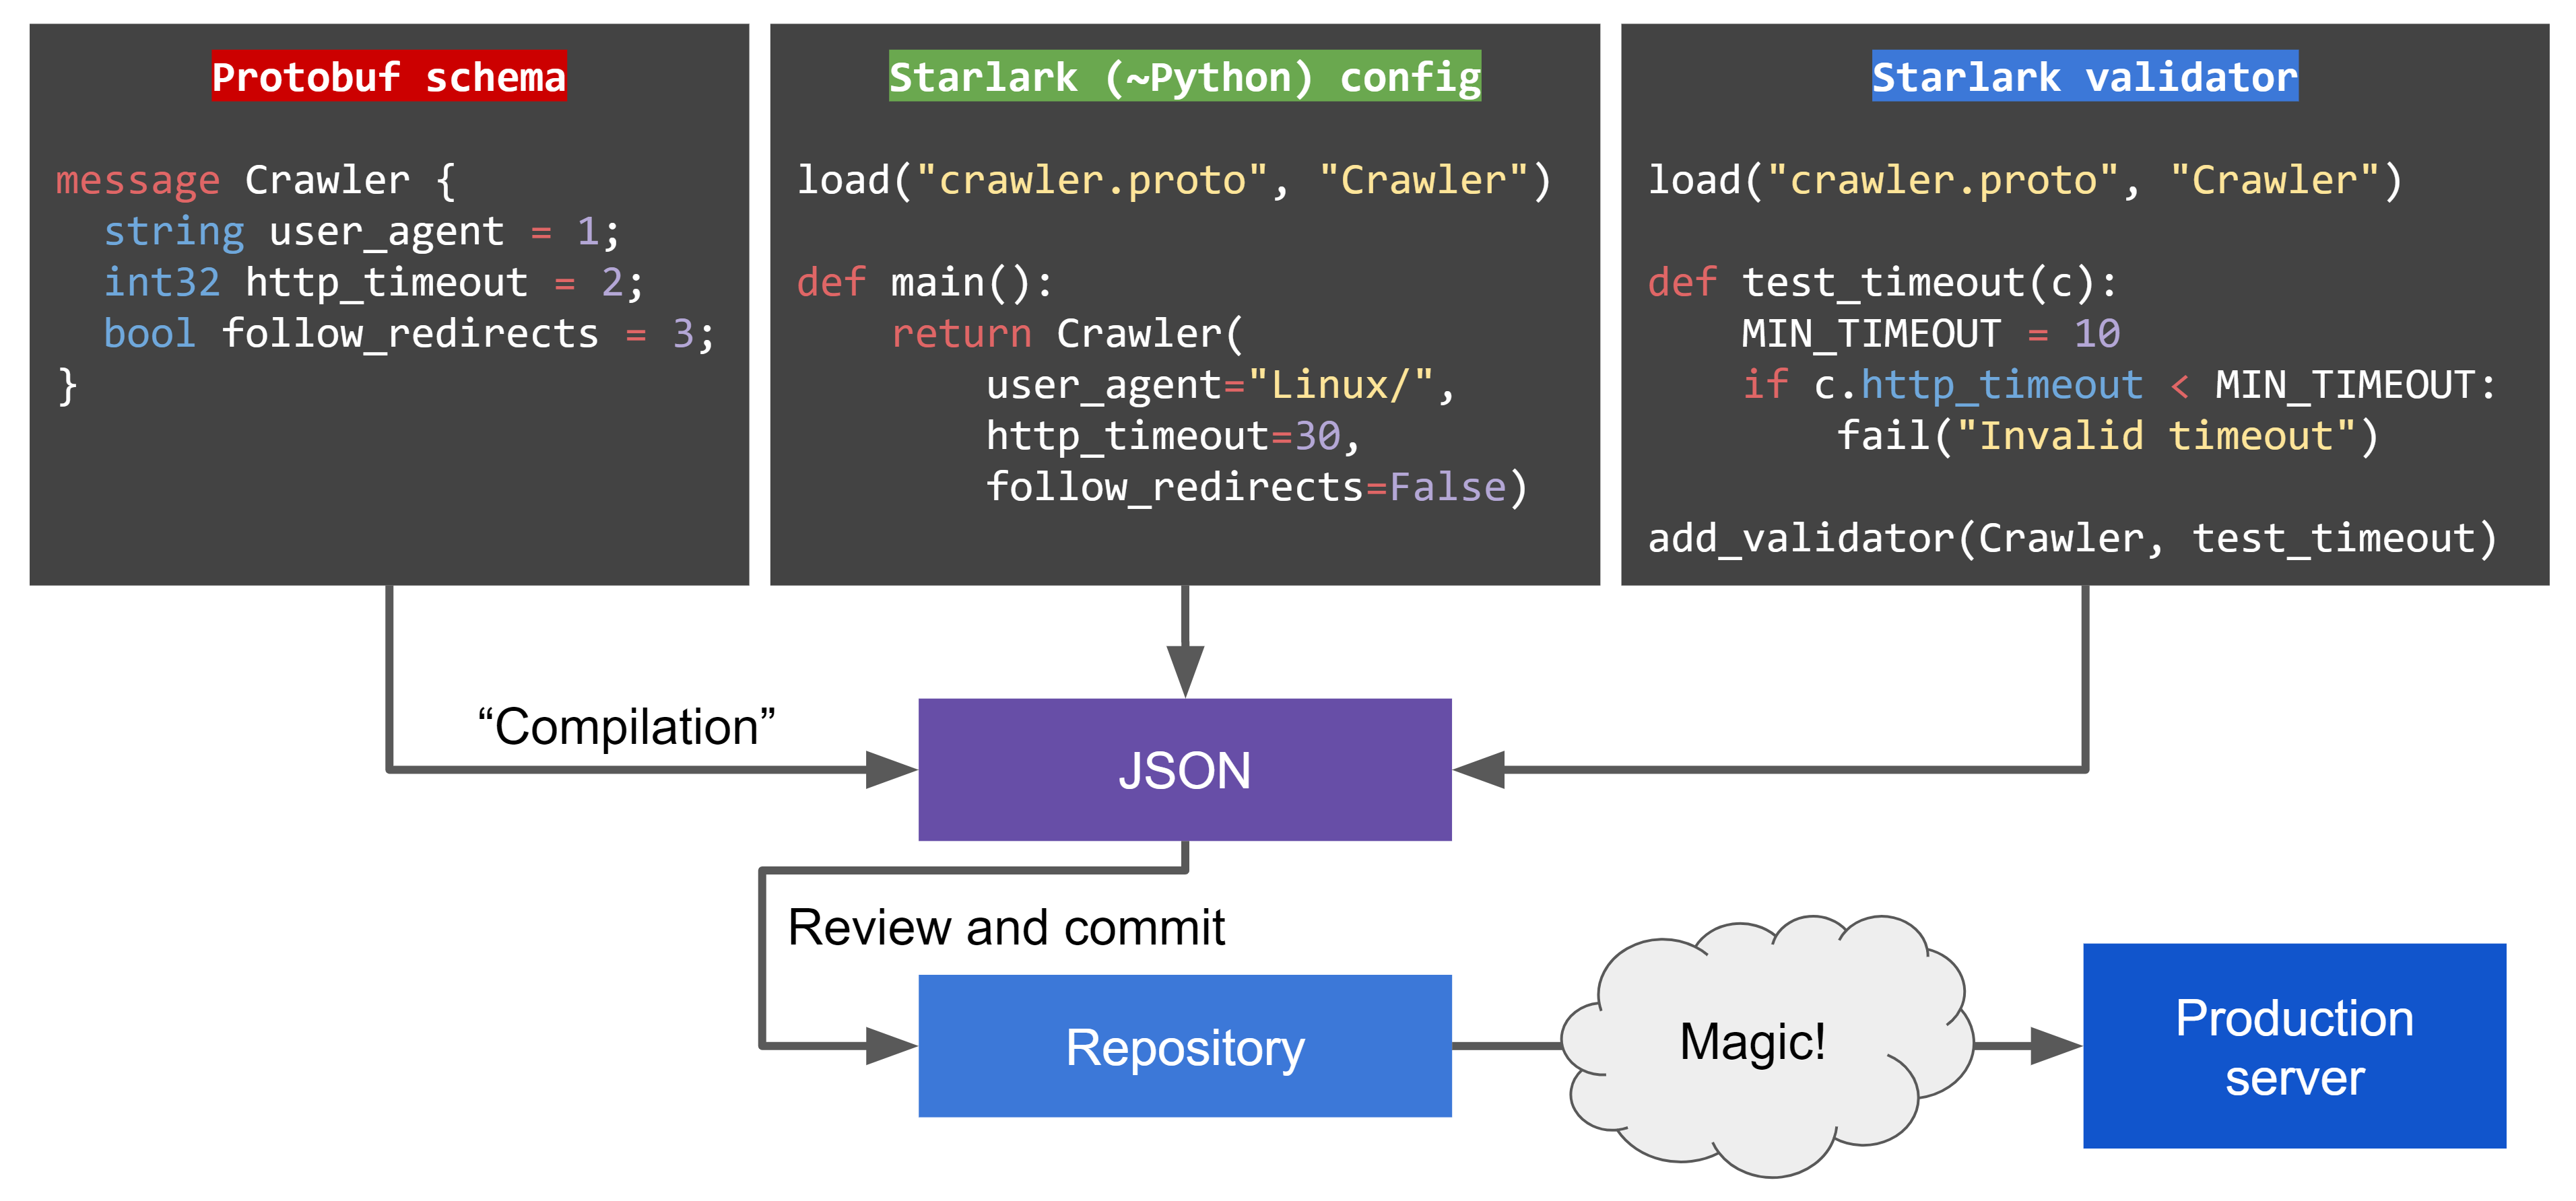 Protobuf schema
message Crawler {
  string user_agent = 1;
  int32 http_timeout = 2;
  bool follow_redirects = 3;
}
Starlark (~Python) config
load("crawler.proto", "Crawler")
def main():
    return Crawler(
        user_agent="Linux/",
        http_timeout=30,
        follow_redirects=False)
Starlark validator
load("crawler.proto", "Crawler")
def test_timeout(c):
    MIN_TIMEOUT = 10
    if c.http_timeout < MIN_TIMEOUT:
        fail("Invalid timeout")
add_validator(Crawler, test_timeout)
“Compilation”
JSON
Review and commit
Repository
Magic!
Production
server